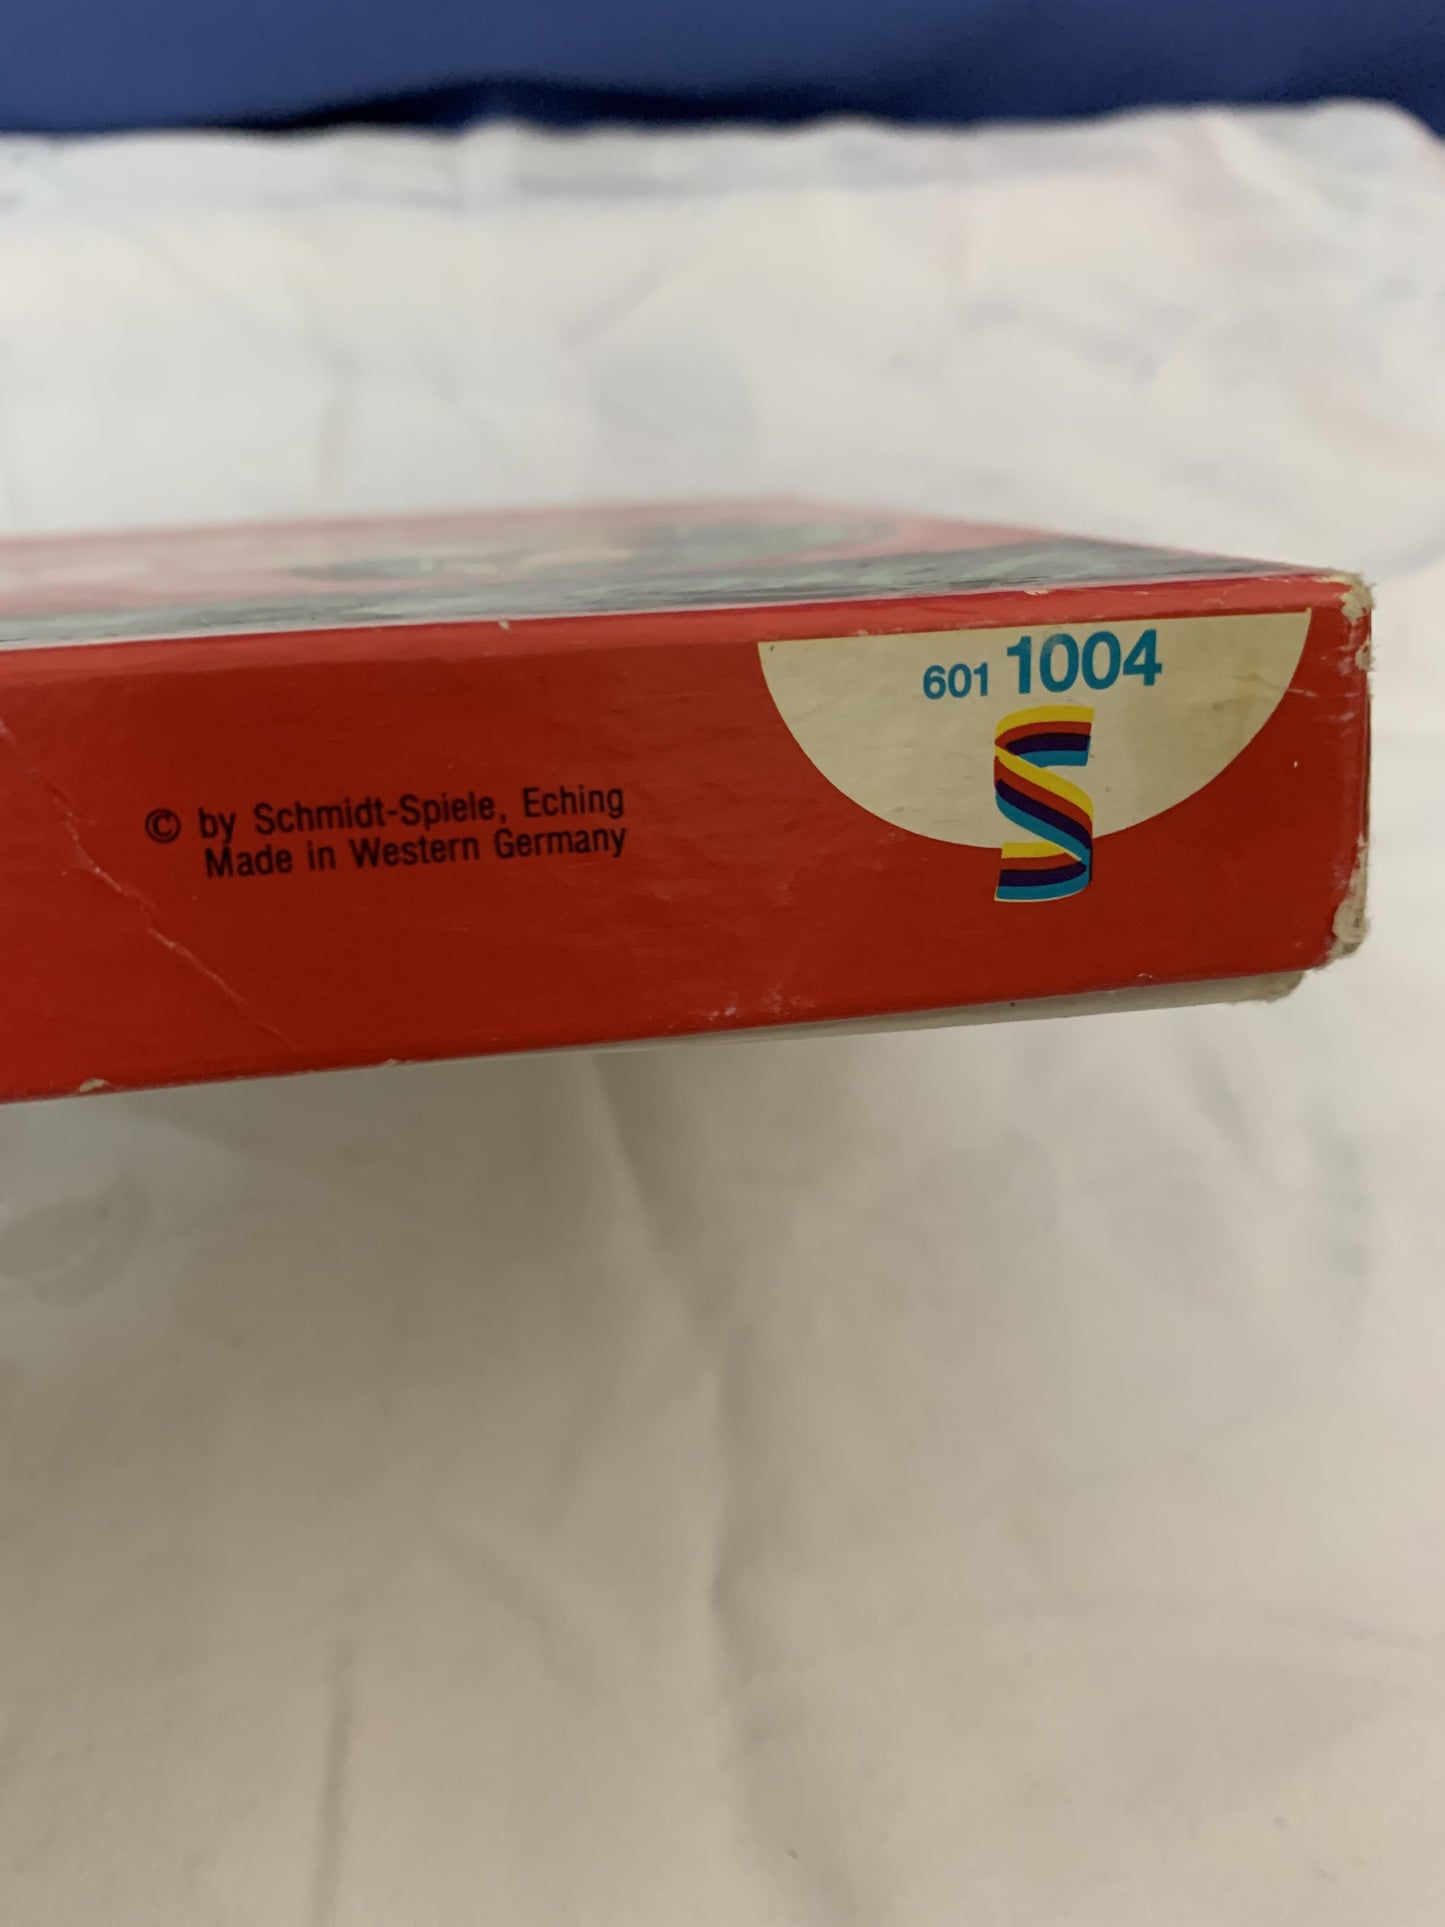 601 1004
© by Schmidt-Spiele, Eching
Made in Western Germany